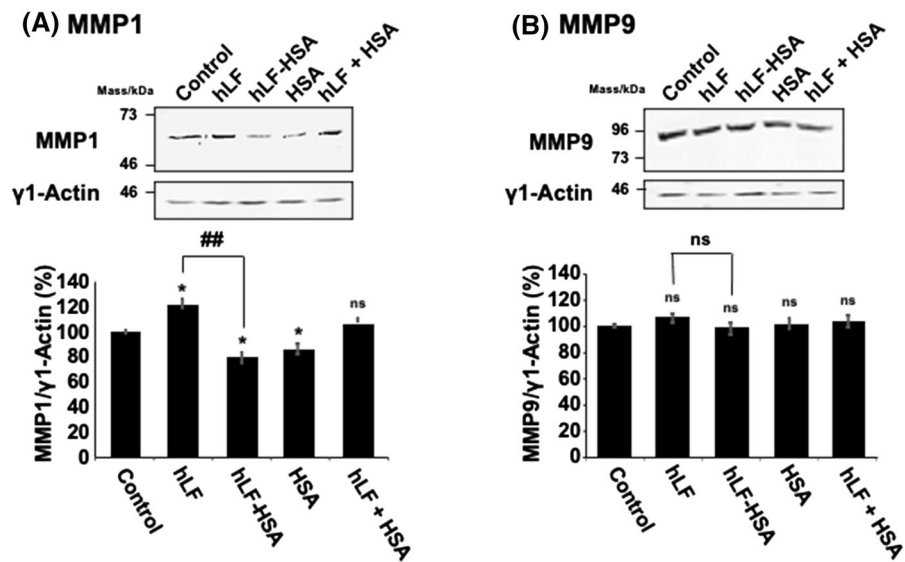 (A) MMP1
Control
hLF
hLF-HSA
HSA
hLF + HSA
Mass/kDa
73
MMP1
46
46
γ1-Actin
##
MMP1/γ1-Actin (%)
140
120
100
80
60
40
20
0
*
*
*
ns
Control
hLF
hLF-HSA
HSA
hLF + HSA
(B) MMP9
Control
hLF
hLF-HSA
HSA
hLF + HSA
Mass/kDa
96
MMP9
73
46
γ1-Actin
ns
MMP9/γ1-Actin (%)
140
120
100
80
60
40
20
0
ns
ns
ns
ns
Control
hLF
hLF-HSA
HSA
hLF + HSA